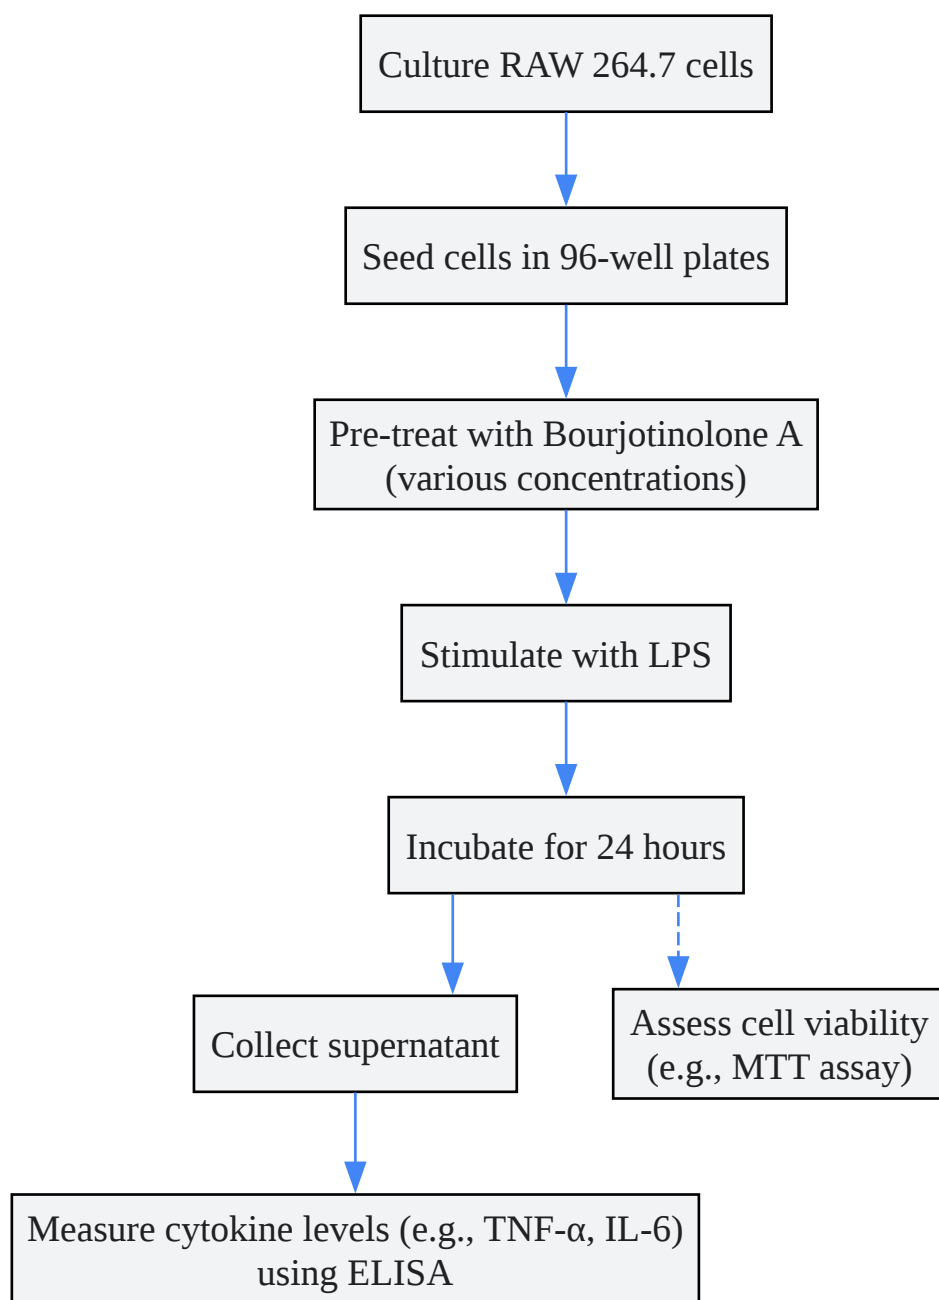 Culture RAW 264.7 cells
Seed cells in 96-well plates
Pre-treat with Bourjotinolone A
(various concentrations)
Stimulate with LPS
Incubate for 24 hours
Collect supernatant
Assess cell viability
(e.g., MTT assay)
Measure cytokine levels (e.g., TNF-α, IL-6)
using ELISA